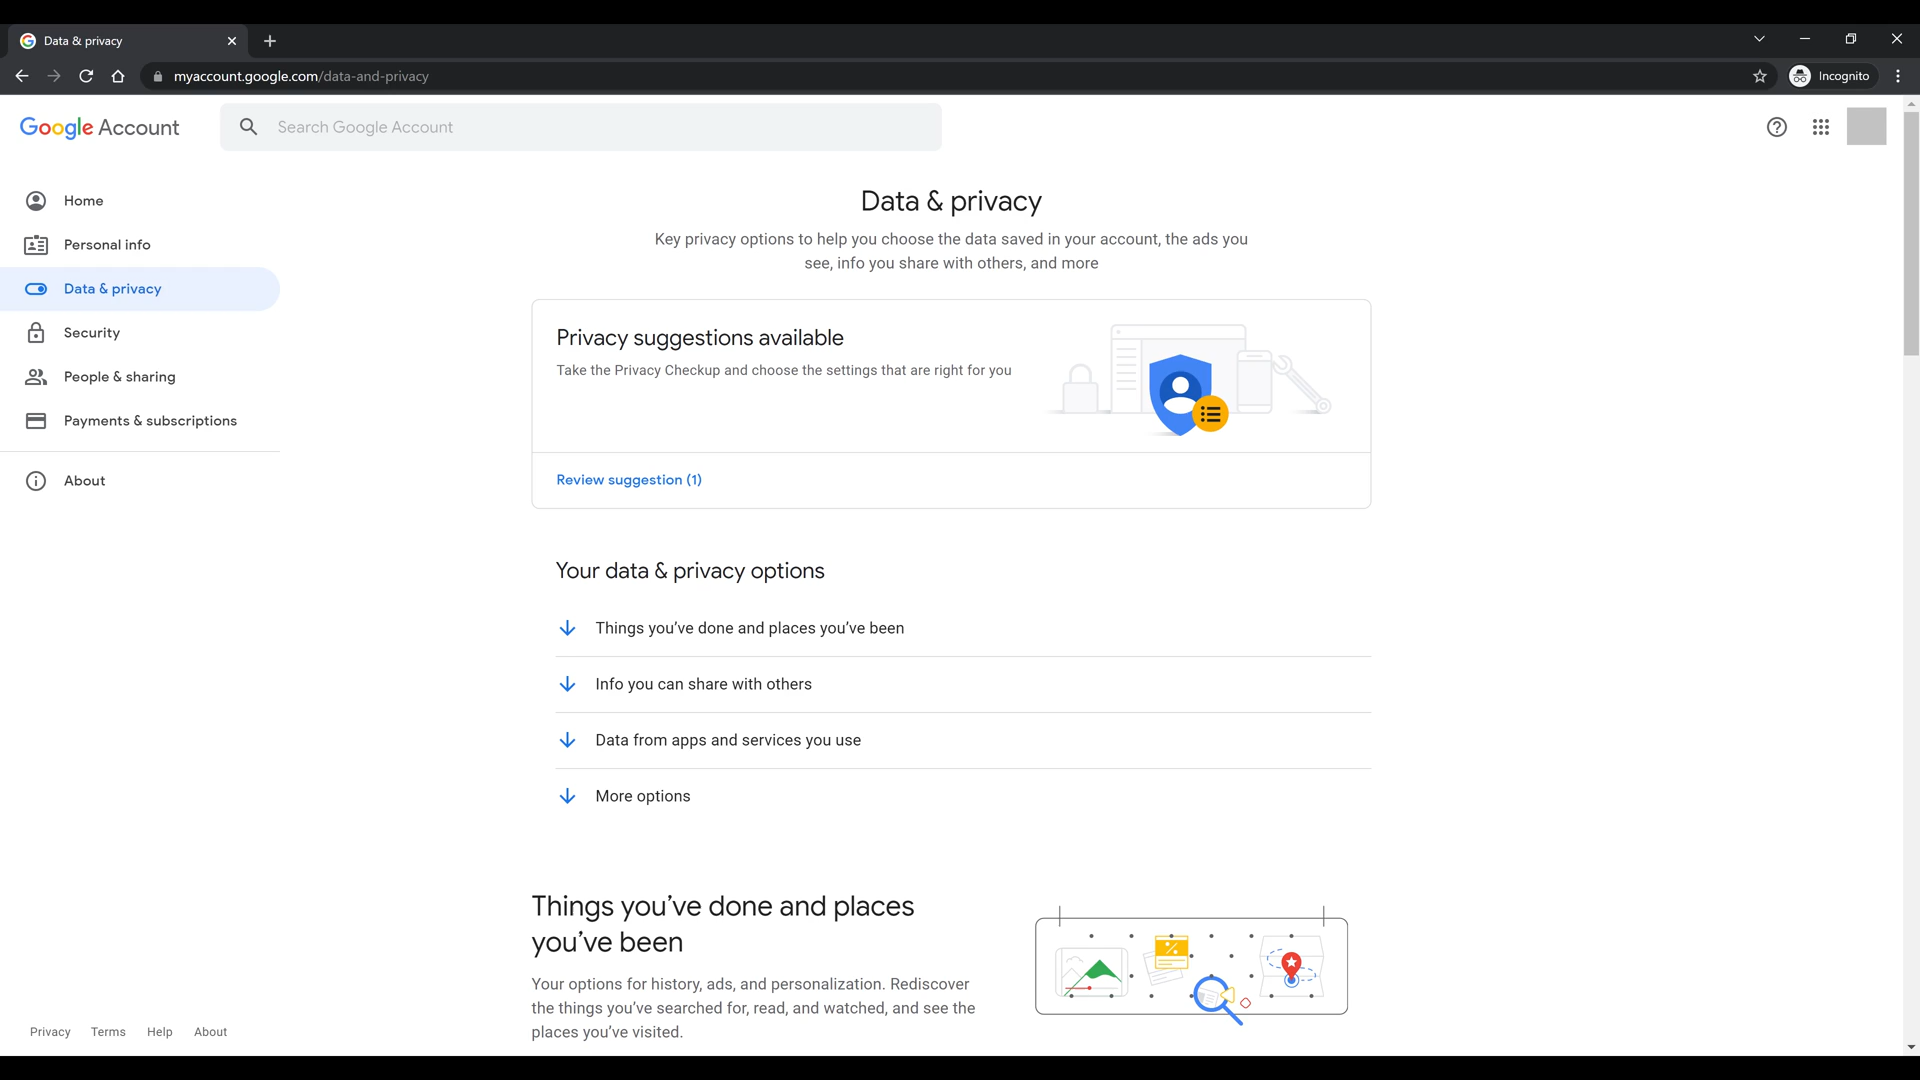 Data & privacy
myaccount.google.com/data-and-privacy
Incognito
Google Account
Search Google Account
Home
Personal info
Data & privacy
Security
People & sharing
Payments & subscriptions
About
Data & privacy
Key privacy options to help you choose the data saved in your account, the ads you
see, info you share with others, and more
Privacy suggestions available
Take the Privacy Checkup and choose the settings that are right for you
Review suggestion (1)
Your data & privacy options
Things you’ve done and places you’ve been
Info you can share with others
Data from apps and services you use
More options
Things you’ve done and places
you’ve been
Your options for history, ads, and personalization. Rediscover
the things you’ve searched for, read, and watched, and see the
places you’ve visited.
Privacy Terms Help About